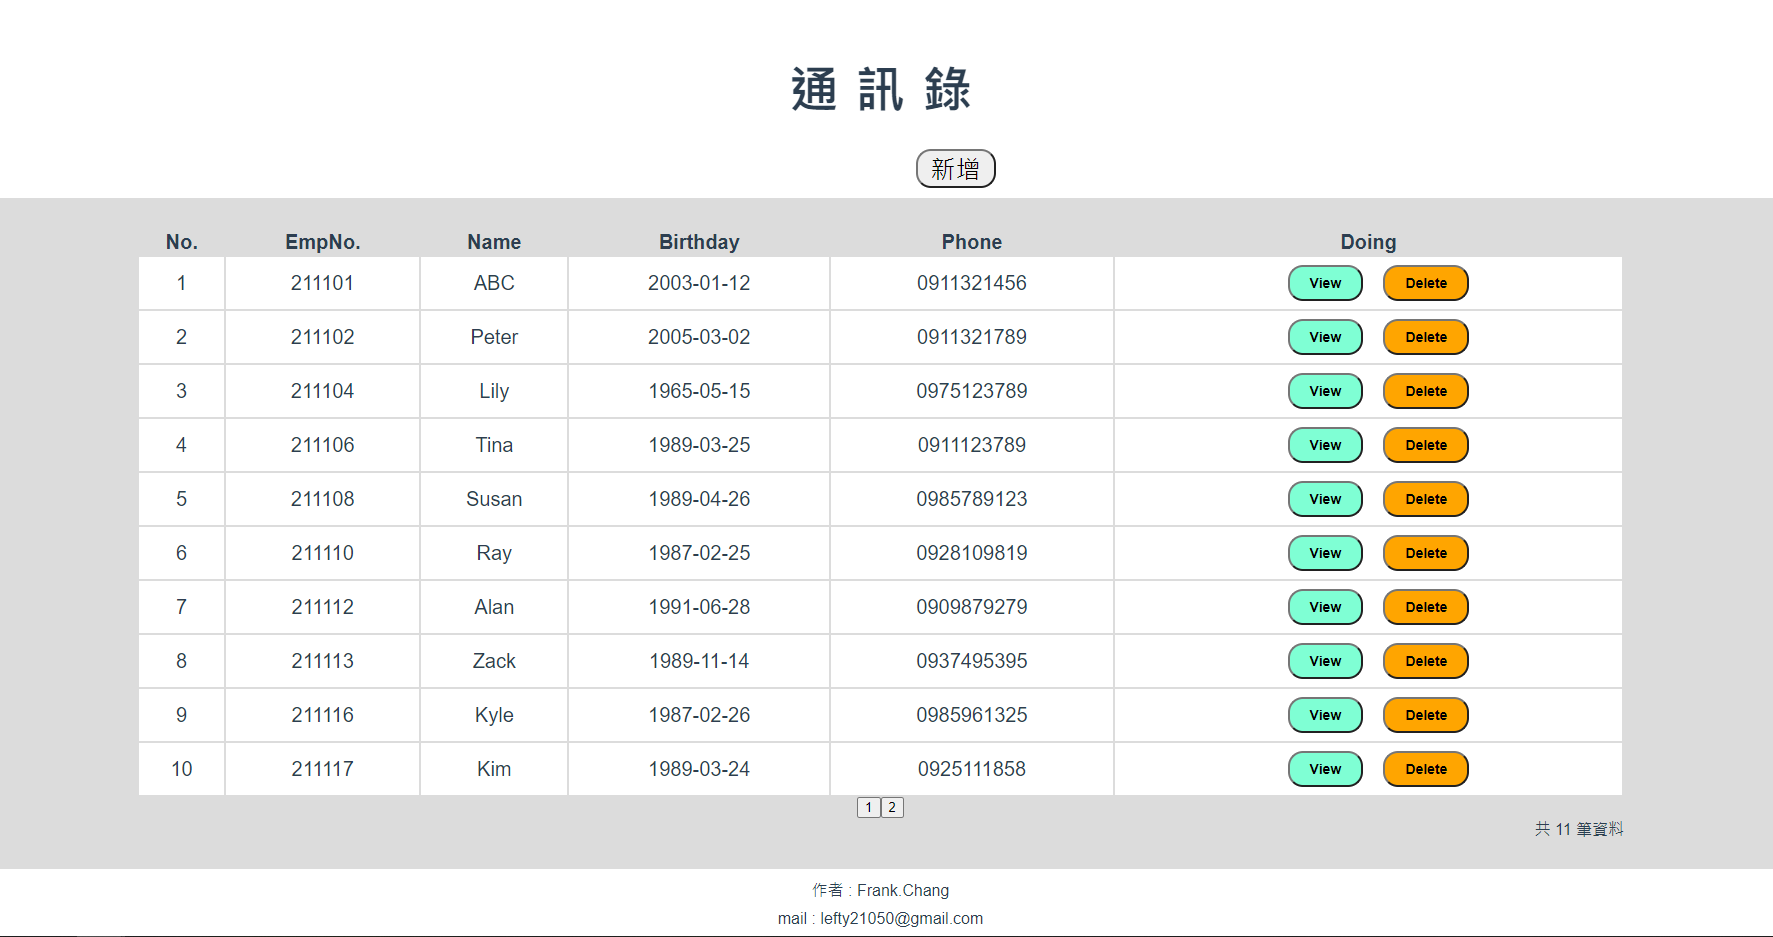 通 訊 錄
新增
No. EmpNo. Name Birthday Phone Doing
1 211101 ABC 2003-01-12 0911321456 View Delete
2 211102 Peter 2005-03-02 0911321789 View Delete
3 211104 Lily 1965-05-15 0975123789 View Delete
4 211106 Tina 1989-03-25 0911123789 View Delete
5 211108 Susan 1989-04-26 0985789123 View Delete
6 211110 Ray 1987-02-25 0928109819 View Delete
7 211112 Alan 1991-06-28 0909879279 View Delete
8 211113 Zack 1989-11-14 0937495395 View Delete
9 211116 Kyle 1987-02-26 0985961325 View Delete
10 211117 Kim 1989-03-24 0925111858 View Delete
1 2
共 11 筆資料
作者 : Frank.Chang
mail : lefty21050@gmail.com